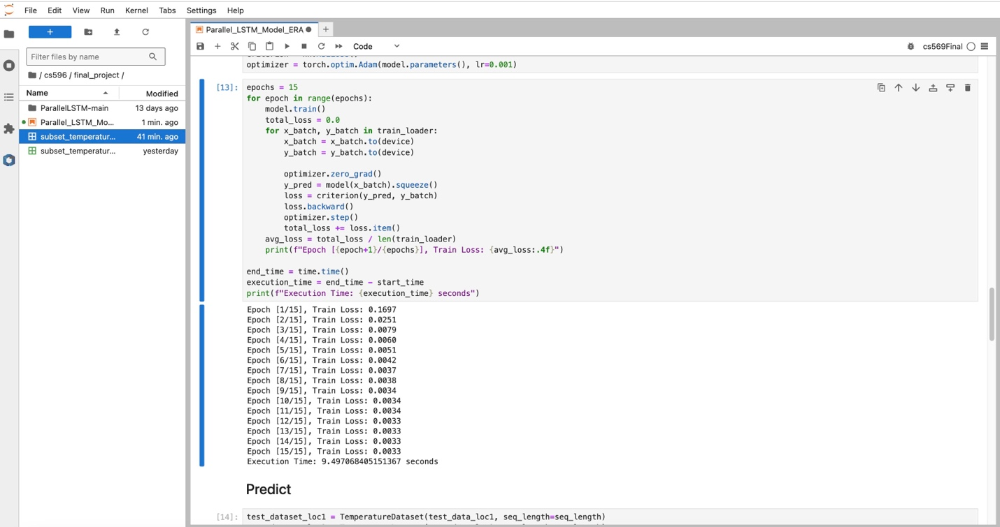 File Edit View Run Kernel Tabs Settings Help
Filter files by name
/ cs596 / final_project /
Name Modified
ParallelLSTM-main 13 days ago
Parallel_LSTM_Mo... 1 min. ago
subset_temperatur... 41 min. ago
subset_temperatur... yesterday
Parallel_LSTM_Model_ERA
Code
cs569Final
optimizer = torch.optim.Adam(model.parameters(), lr=0.001)
[13]: epochs = 15
for epoch in range(epochs):
    model.train()
    total_loss = 0.0
    for x_batch, y_batch in train_loader:
        x_batch = x_batch.to(device)
        y_batch = y_batch.to(device)
        optimizer.zero_grad()
        y_pred = model(x_batch).squeeze()
        loss = criterion(y_pred, y_batch)
        loss.backward()
        optimizer.step()
        total_loss += loss.item()
    avg_loss = total_loss / len(train_loader)
    print(f"Epoch [{epoch+1}/{epochs}], Train Loss: {avg_loss:.4f}")
end_time = time.time()
execution_time = end_time - start_time
print(f"Execution Time: {execution_time} seconds")
Epoch [1/15], Train Loss: 0.1697
Epoch [2/15], Train Loss: 0.0251
Epoch [3/15], Train Loss: 0.0079
Epoch [4/15], Train Loss: 0.0060
Epoch [5/15], Train Loss: 0.0051
Epoch [6/15], Train Loss: 0.0042
Epoch [7/15], Train Loss: 0.0037
Epoch [8/15], Train Loss: 0.0038
Epoch [9/15], Train Loss: 0.0034
Epoch [10/15], Train Loss: 0.0034
Epoch [11/15], Train Loss: 0.0034
Epoch [12/15], Train Loss: 0.0033
Epoch [13/15], Train Loss: 0.0033
Epoch [14/15], Train Loss: 0.0033
Epoch [15/15], Train Loss: 0.0033
Execution Time: 9.497068405151367 seconds
Predict
[14]: test_dataset_loc1 = TemperatureDataset(test_data_loc1, seq_length=seq_length)